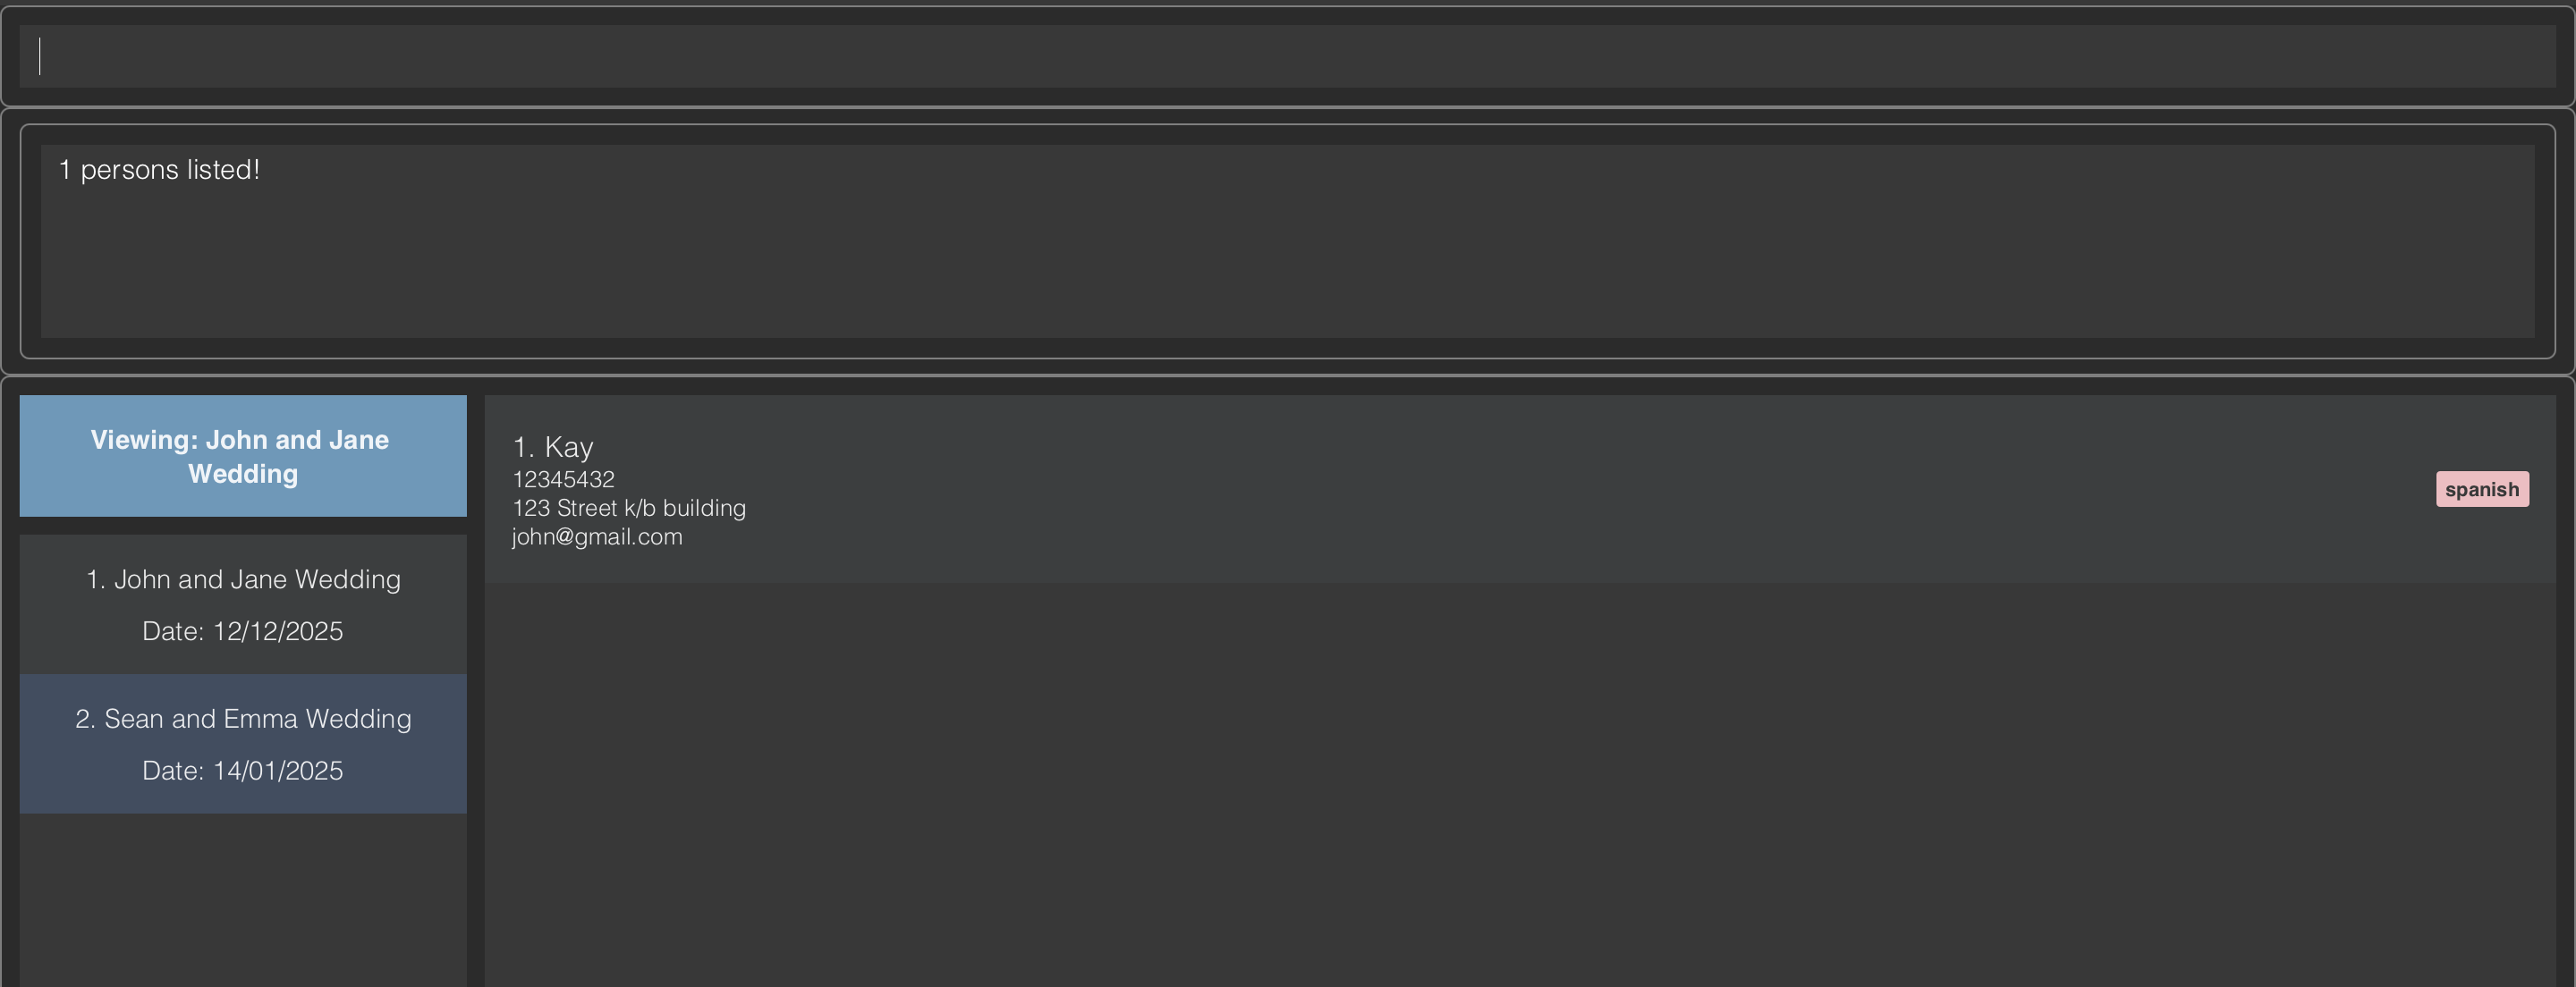 1 persons listed!
Viewing: John and Jane
Wedding
1. John and Jane Wedding
Date: 12/12/2025
2. Sean and Emma Wedding
Date: 14/01/2025
1. Kay
12345432
123 Street k/b building
john@gmail.com
spanish